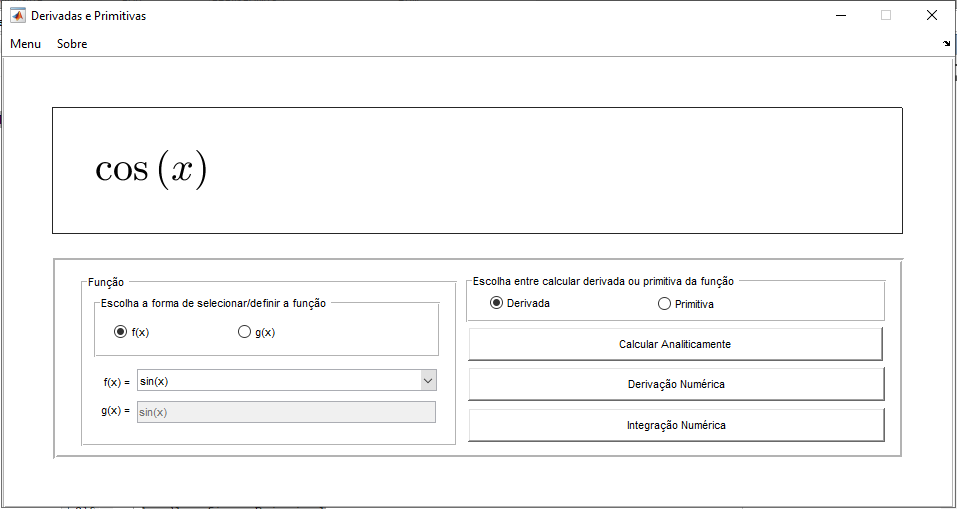 Derivadas e Primitivas
Menu Sobre
cos (x)
Função
Escolha a forma de selecionar/definir a função
f(x) g(x)
f(x) = sin(x)
g(x) = sin(x)
Escolha entre calcular derivada ou primitiva da função
Derivada Primitiva
Calcular Analiticamente
Derivação Numérica
Integração Numérica